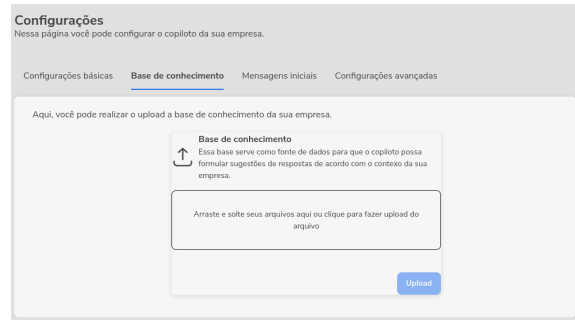 Configurações
Nessa página você pode configurar o copiloto da sua empresa.
Configurações básicas Base de conhecimento Mensagens iniciais Configurações avançadas
Aqui, você pode realizar o upload a base de conhecimento da sua empresa.
Base de conhecimento
Essa base serve como fonte de dados para que o copiloto possa
formular sugestões de respostas de acordo com o contexo da sua
empresa.
Arraste e solte seus arquivos aqui ou clique para fazer upload do
arquivo
Upload